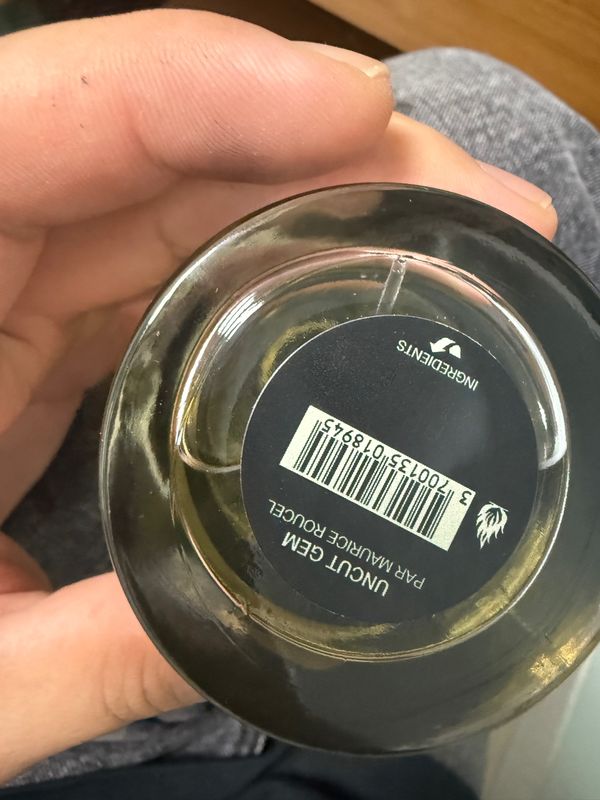 UNCUT GEM
PAR MAURICE ROUCEL
3 700135 018945
INGREDIENTS